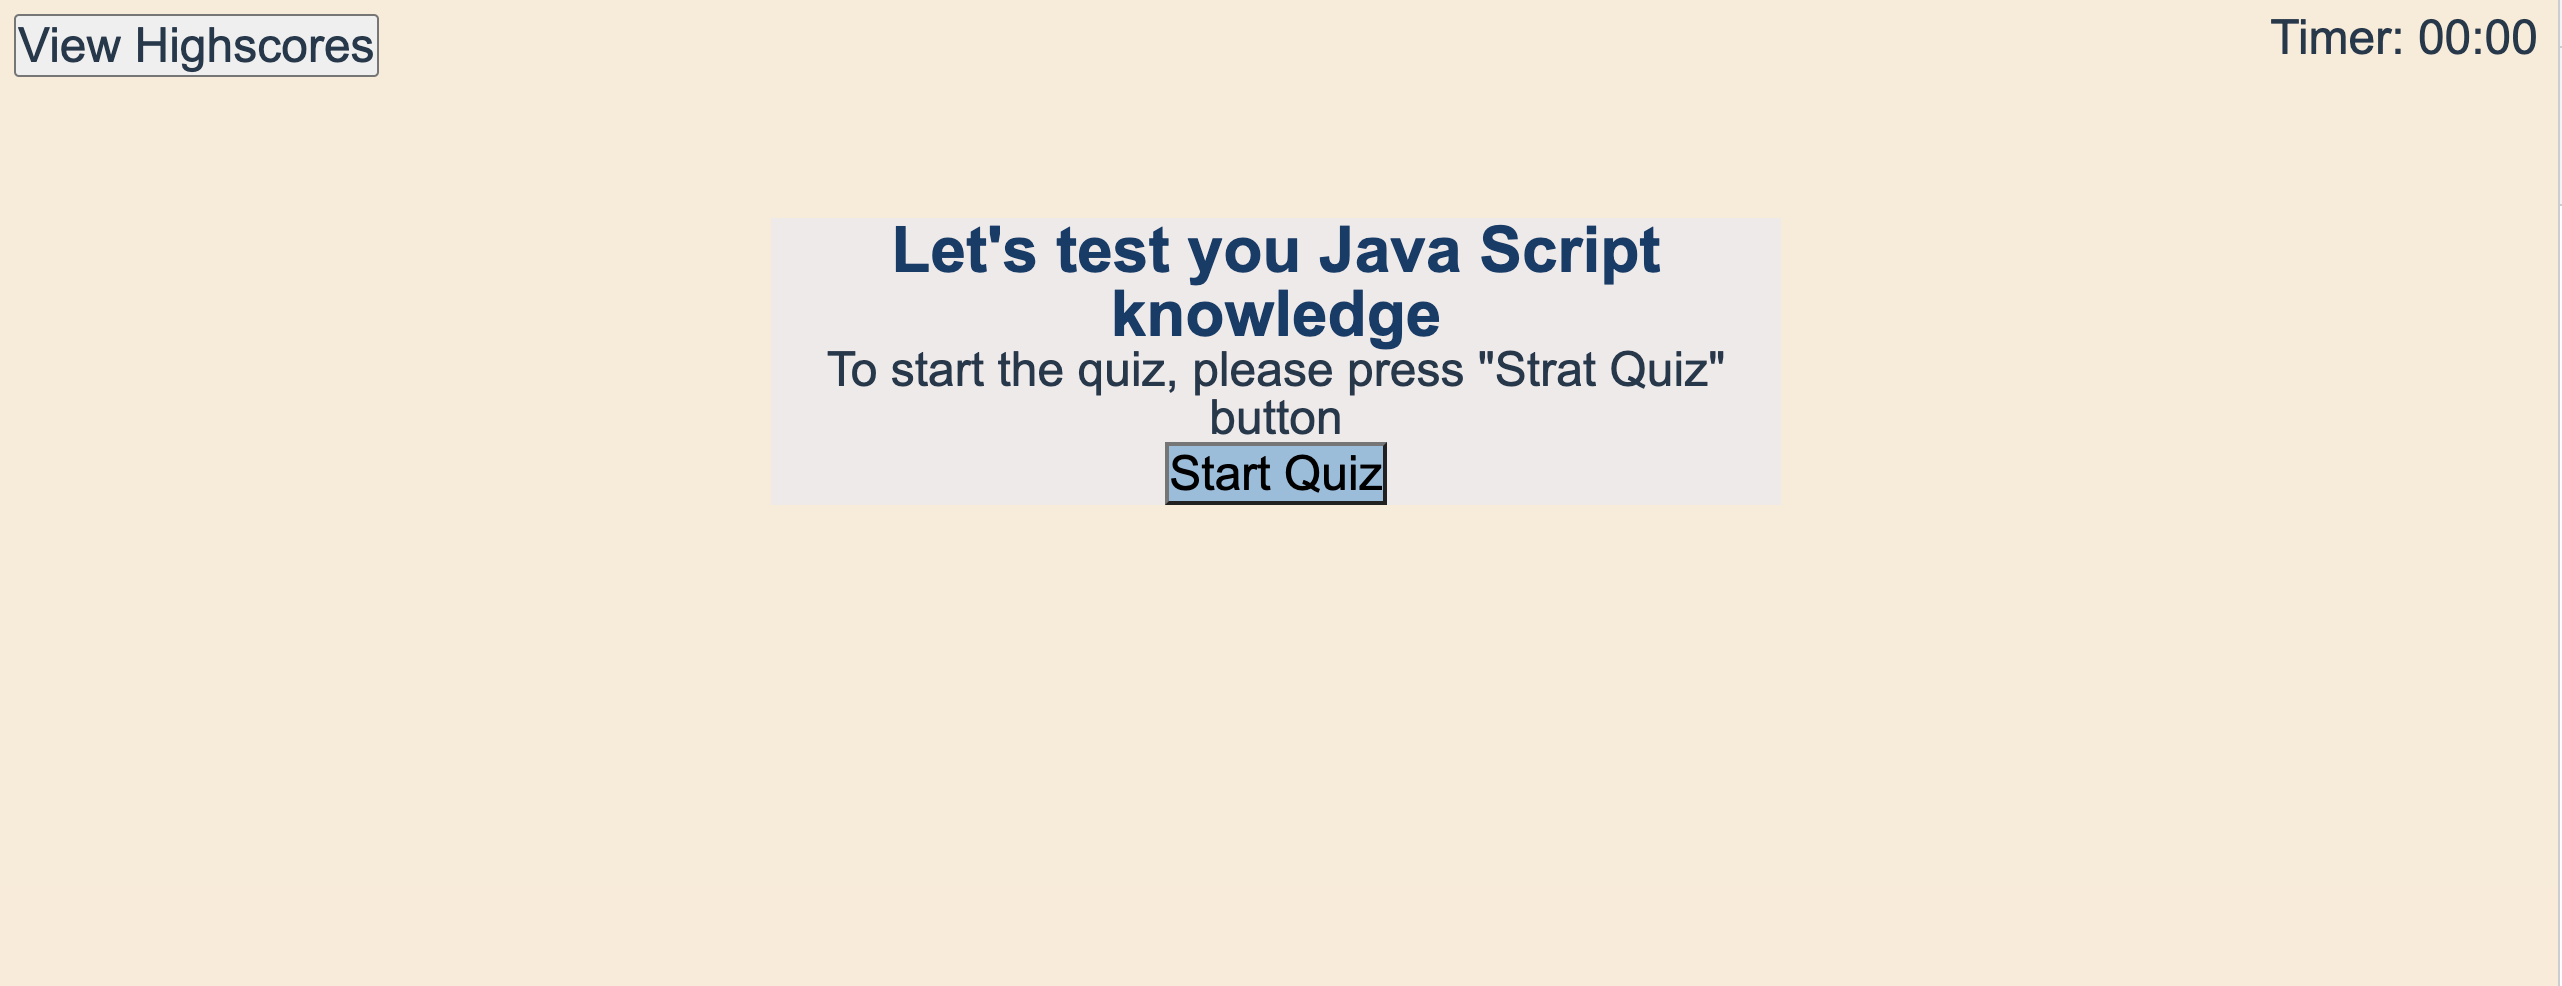 View Highscores
Timer: 00:00
Let's test you Java Script
knowledge
To start the quiz, please press "Strat Quiz"
button
Start Quiz